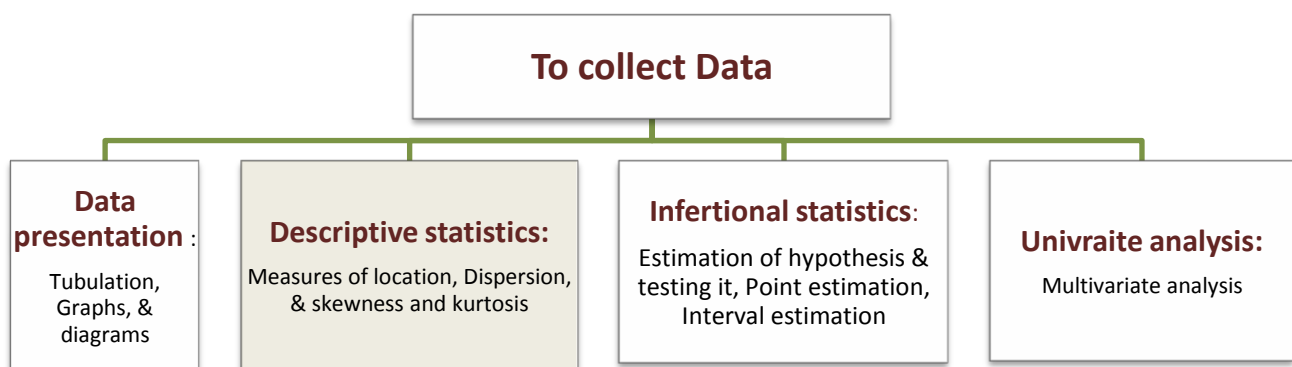 To collect Data
Data
presentation :
Tubulation,
Graphs, &
diagrams
Descriptive statistics:
Measures of location, Dispersion,
& skewness and kurtosis
Infertional statistics:
Estimation of hypothesis &
testing it, Point estimation,
Interval estimation
Univraite analysis:
Multivariate analysis